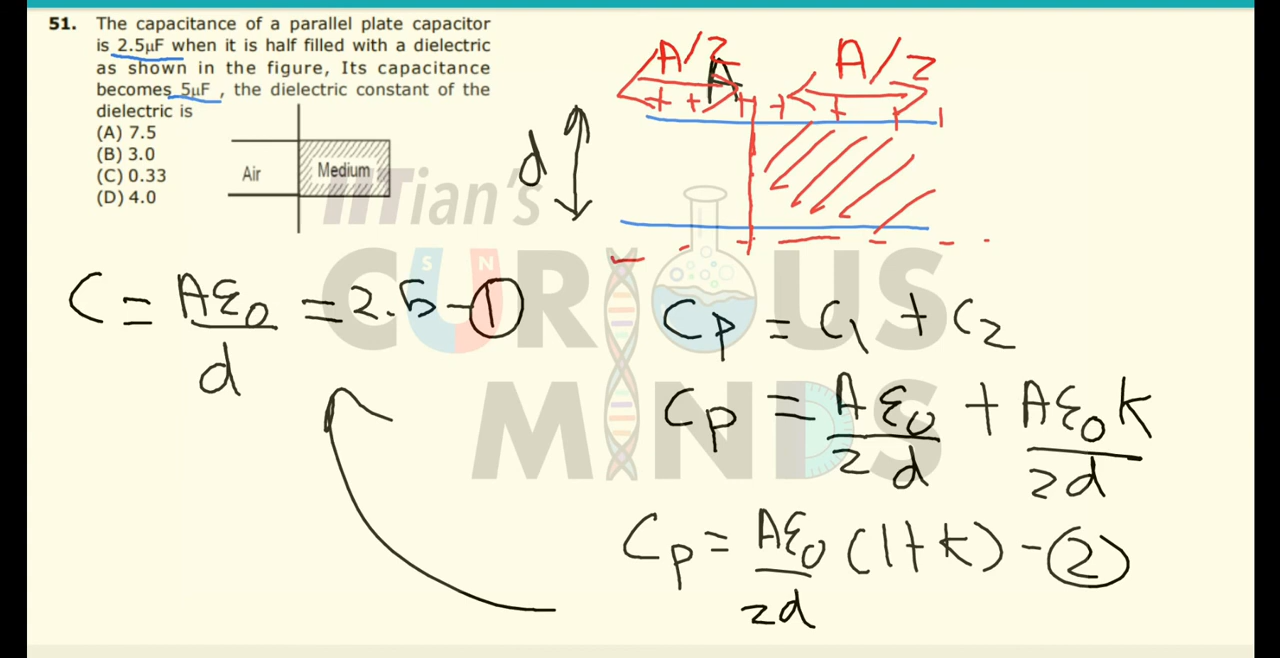 51. The capacitance of a parallel plate capacitor
is 2.5μF when it is half filled with a dielectric
as shown in the figure, Its capacitance
becomes 5μF , the dielectric constant of the
dielectric is
(A) 7.5
(B) 3.0
(C) 0.33
(D) 4.0
Air
Medium
A/2
A
A/2
+ + + + + + +
d
IITian's
CURIOUS
S N
MINDS
C = Aε₀/d = 2.5 - ①
Cp = C₁ + C₂
Cp = Aε₀/2d + Aε₀k/2d
Cp = Aε₀/2d (1+k) - ②